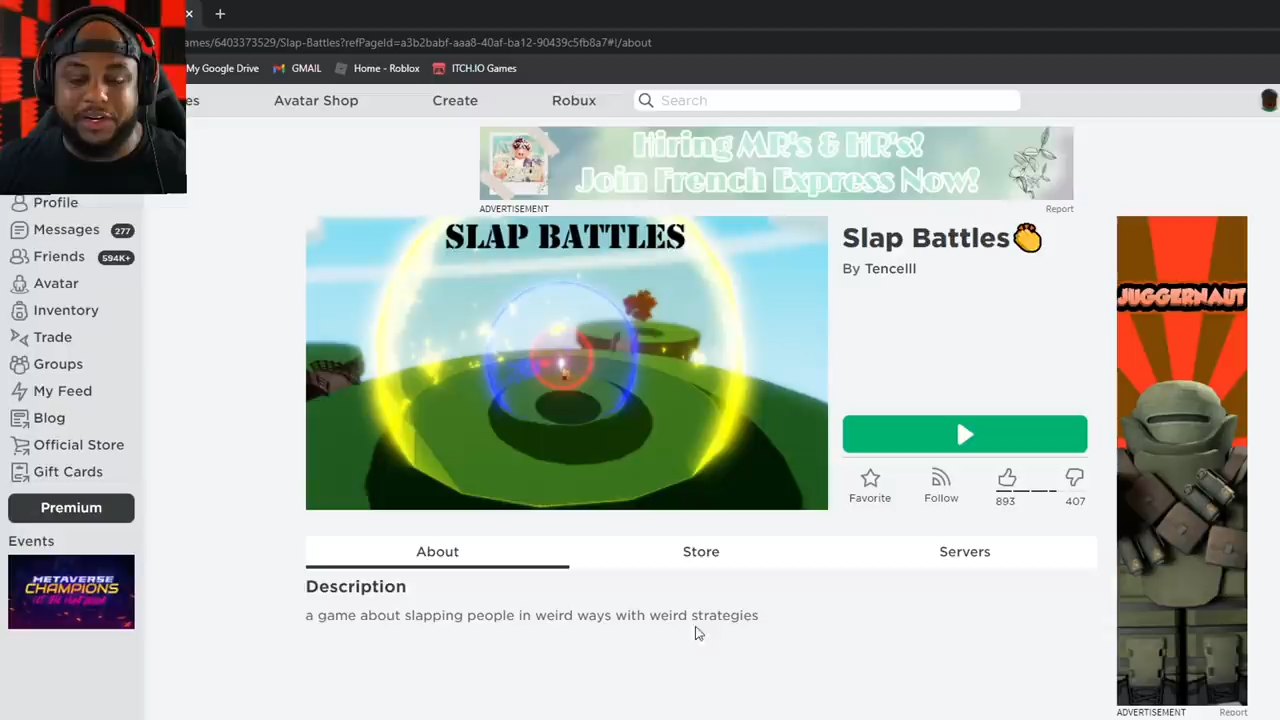 ames/6403373529/Slap-Battles?refPageId=a3b2babf-aaa8-40af-ba12-90439c5fb8a7#!/about
My Google Drive GMAIL Home - Roblox ITCH.IO Games
es Avatar Shop Create Robux Search
Hiring MR's & HR's!
Join French Express Now!
ADVERTISEMENT Report
Profile
Messages 277
Friends 594K+
Avatar
Inventory
Trade
Groups
My Feed
Blog
Official Store
Gift Cards
Premium
Events
METAVERSE
CHAMPIONS
SLAP BATTLES
Slap Battles👏
By Tencelll
Favorite Follow 893 407
About Store Servers
Description
a game about slapping people in weird ways with weird strategies
JUGGERNAUT
ADVERTISEMENT Report